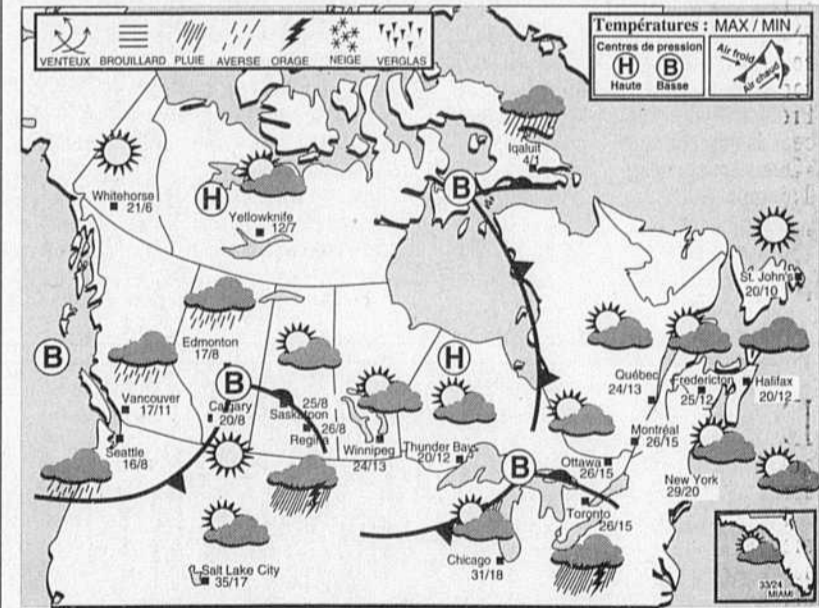 VENTEUX BROUILLARD PLUIE AVERSE ORAGE NEIGE VERGLAS
Températures : MAX / MIN
Centres de pression
H B
Haute Basse
Air froid
Air chaud
Iqaluit
4/1
B
Whitehorse
21/6
H
Yellowknife
12/7
St. John's
20/10
Edmonton
17/8
B
H
Québec
24/13
Fredericton
25/12
Halifax
20/12
Vancouver
17/11
B
Calgary
20/8
25/8
Saskatoon
26/8
Regina
Winnipeg
24/13
Thunder Bay
20/12
Montréal
26/15
Seattle
16/8
B
Ottawa
26/15
New York
29/20
Toronto
26/15
Chicago
31/18
Salt Lake City
35/17
33/24
MIAMI